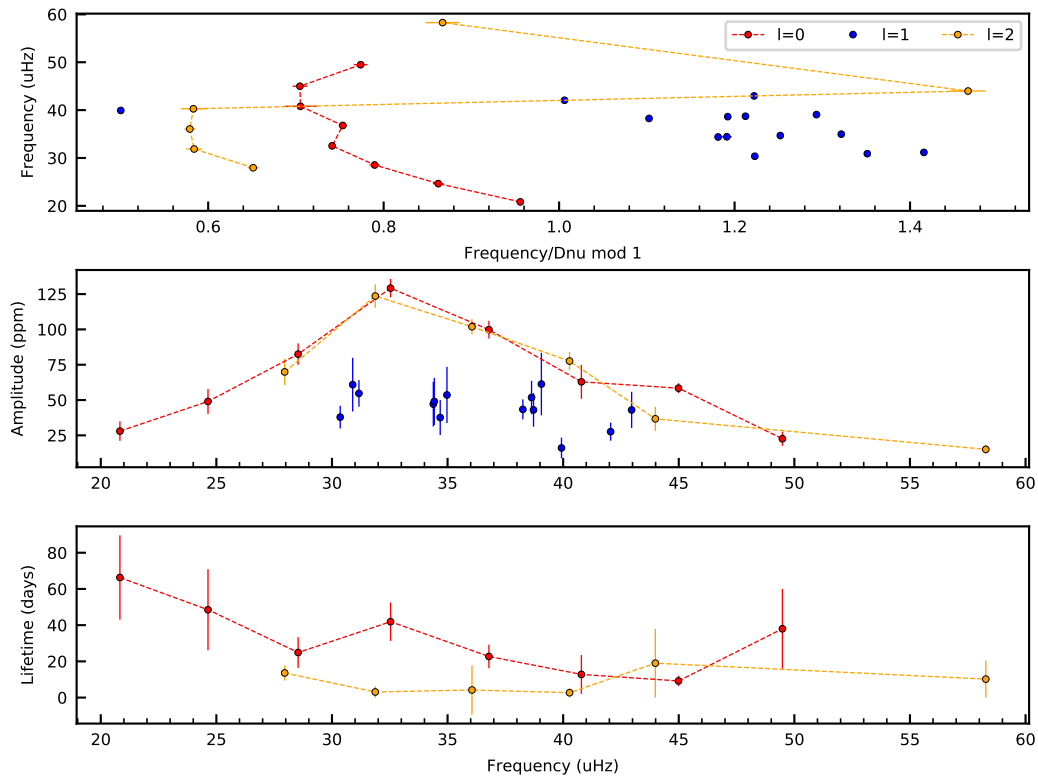 60
50
40
30
20
Frequency (uHz)
l=0 l=1 l=2
0.6 0.8 1.0 1.2 1.4
Frequency/Dnu mod 1
125
100
75
50
25
Amplitude (ppm)
20 25 30 35 40 45 50 55 60
80
60
40
20
0
Lifetime (days)
20 25 30 35 40 45 50 55 60
Frequency (uHz)